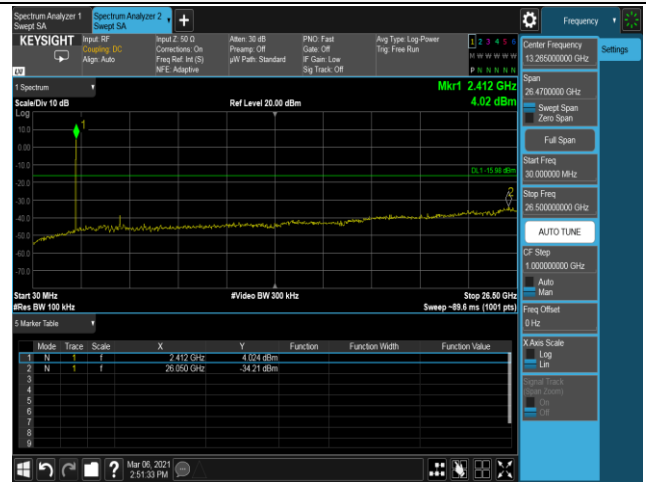 Spectrum Analyzer 1
Swept SA
Spectrum Analyzer 2
Swept SA
+
Frequency
KEYSIGHT
Input: RF
Coupling: DC
Align: Auto
Input Z: 50 Ω
Corrections: On
Freq Ref: Int (S)
NFE: Adaptive
Atten: 30 dB
Preamp: Off
µW Path: Standard
PNO: Fast
Gate: Off
IF Gain: Low
Sig Track: Off
Avg Type: Log-Power
Trig: Free Run
1 2 3 4 5 6
M W W W W W
P N N N N N
LXI
1 Spectrum
Scale/Div 10 dB
Ref Level 20.00 dBm
Mkr1 2.412 GHz
4.02 dBm
Log
10.0
0.00
-10.0
-20.0
-30.0
-40.0
-50.0
-60.0
-70.0
1
DL1 -15.98 dBm
2
Start 30 MHz
#Res BW 100 kHz
#Video BW 300 kHz
Stop 26.50 GHz
Sweep ~89.6 ms (1001 pts)
5 Marker Table
Mode Trace Scale X Y Function Function Width Function Value
1 N 1 f 2.412 GHz 4.024 dBm
2 N 1 f 26.050 GHz -34.21 dBm
3
4
5
6
7
8
9
Mar 06, 2021
2:51:33 PM
Center Frequency
13.265000000 GHz
Settings
Span
26.4700000 GHz
Swept Span
Zero Span
Full Span
Start Freq
30.000000 MHz
Stop Freq
26.500000000 GHz
AUTO TUNE
CF Step
1.000000000 GHz
Auto
Man
Freq Offset
0 Hz
X Axis Scale
Log
Lin
Signal Track
(Span Zoom)
On
Off